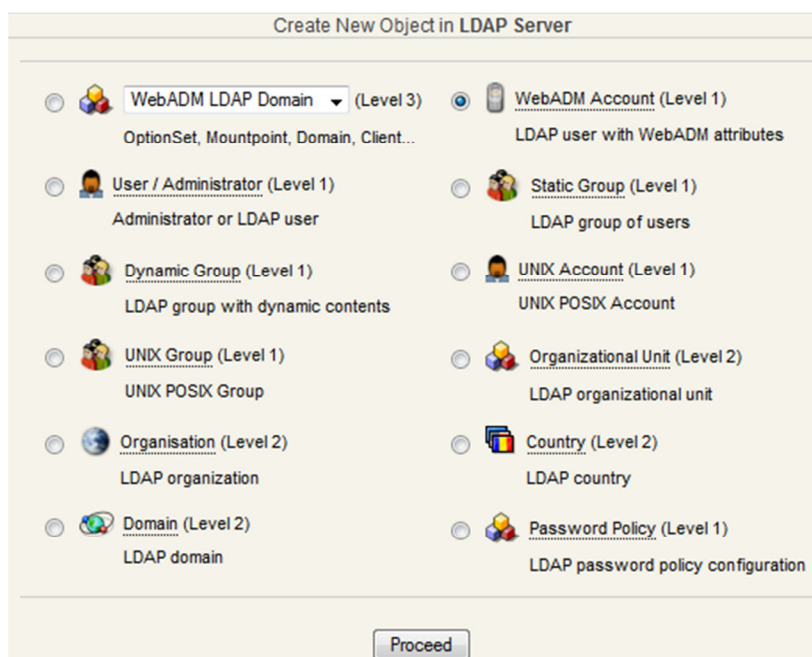 Create New Object in LDAP Server
WebADM LDAP Domain (Level 3)
OptionSet, Mountpoint, Domain, Client...
WebADM Account (Level 1)
LDAP user with WebADM attributes
User / Administrator (Level 1)
Administrator or LDAP user
Static Group (Level 1)
LDAP group of users
Dynamic Group (Level 1)
LDAP group with dynamic contents
UNIX Account (Level 1)
UNIX POSIX Account
UNIX Group (Level 1)
UNIX POSIX Group
Organizational Unit (Level 2)
LDAP organizational unit
Organisation (Level 2)
LDAP organization
Country (Level 2)
LDAP country
Domain (Level 2)
LDAP domain
Password Policy (Level 1)
LDAP password policy configuration
Proceed